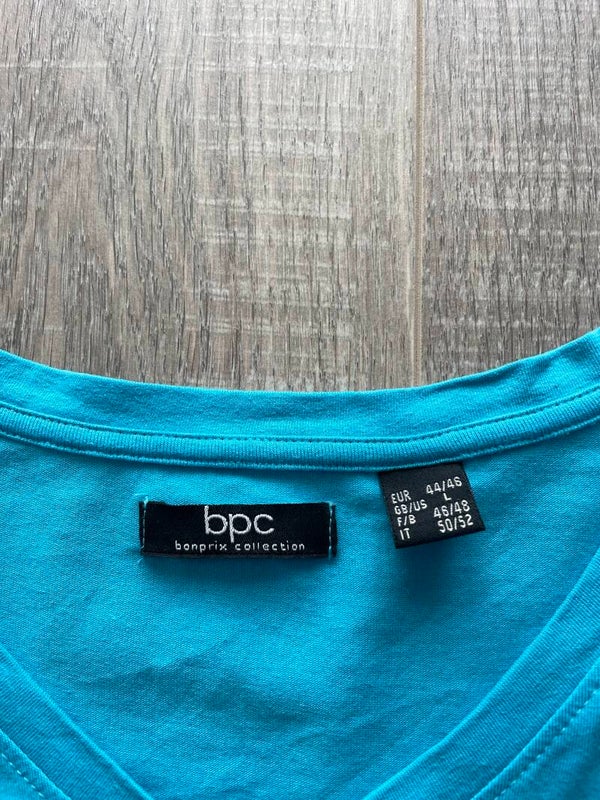 bpc
bonprix collection
EUR 44/46
GB/US L
F/B 46/48
IT 50/52